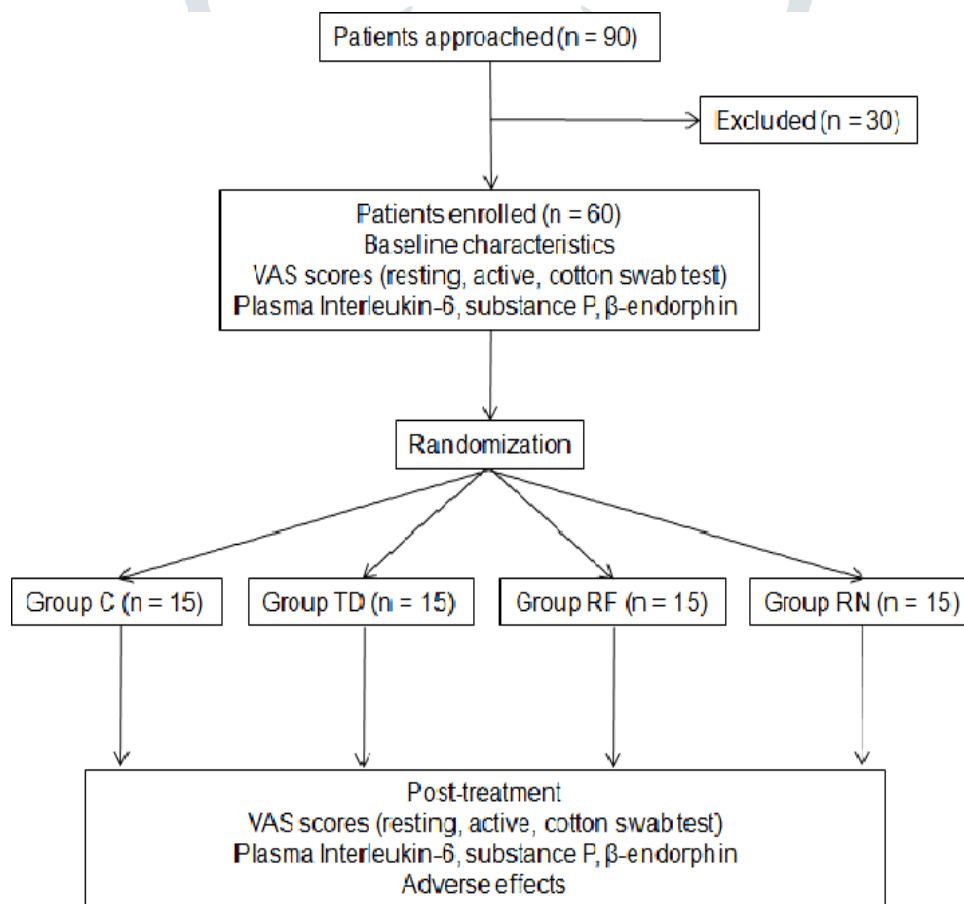 Patients approached (n = 90)
Excluded (n = 30)
Patients enrolled (n = 60)
Baseline characteristics
VAS scores (resting, active, cotton swab test)
Plasma Interleukin-6, substance P, β-endorphin
Randomization
Group C (n = 15)
Group TD (n = 15)
Group RF (n = 15)
Group RN (n = 15)
Post-treatment
VAS scores (resting, active, cotton swab test)
Plasma Interleukin-6, substance P, β-endorphin
Adverse effects